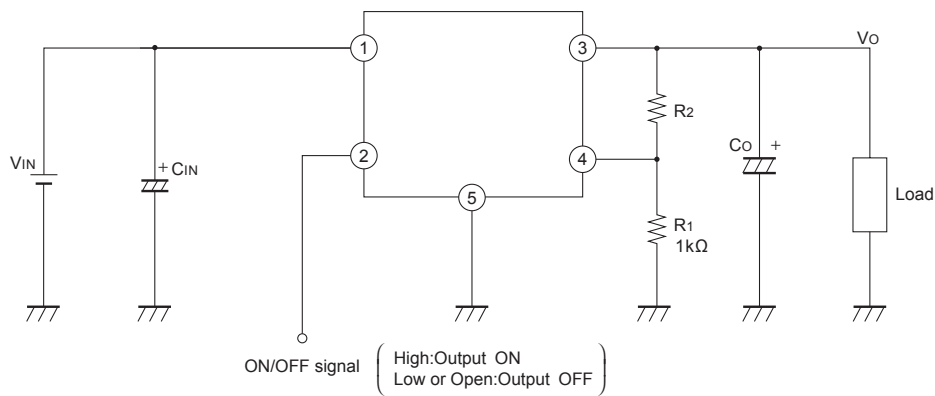 1
3
VO
R2
2
4
VIN
+ CIN
CO +
5
Load
R1
1kΩ
ON/OFF signal
High:Output ON
Low or Open:Output OFF